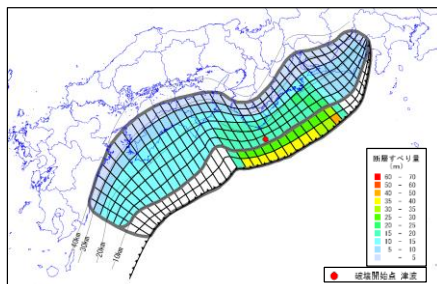 40km
30km
20km
10km
断層すべり量
(m)
60 - 70
50 - 60
40 - 50
35 - 40
30 - 35
25 - 30
20 - 25
15 - 20
10 - 15
5 - 10
- 5
破壊開始点 津波